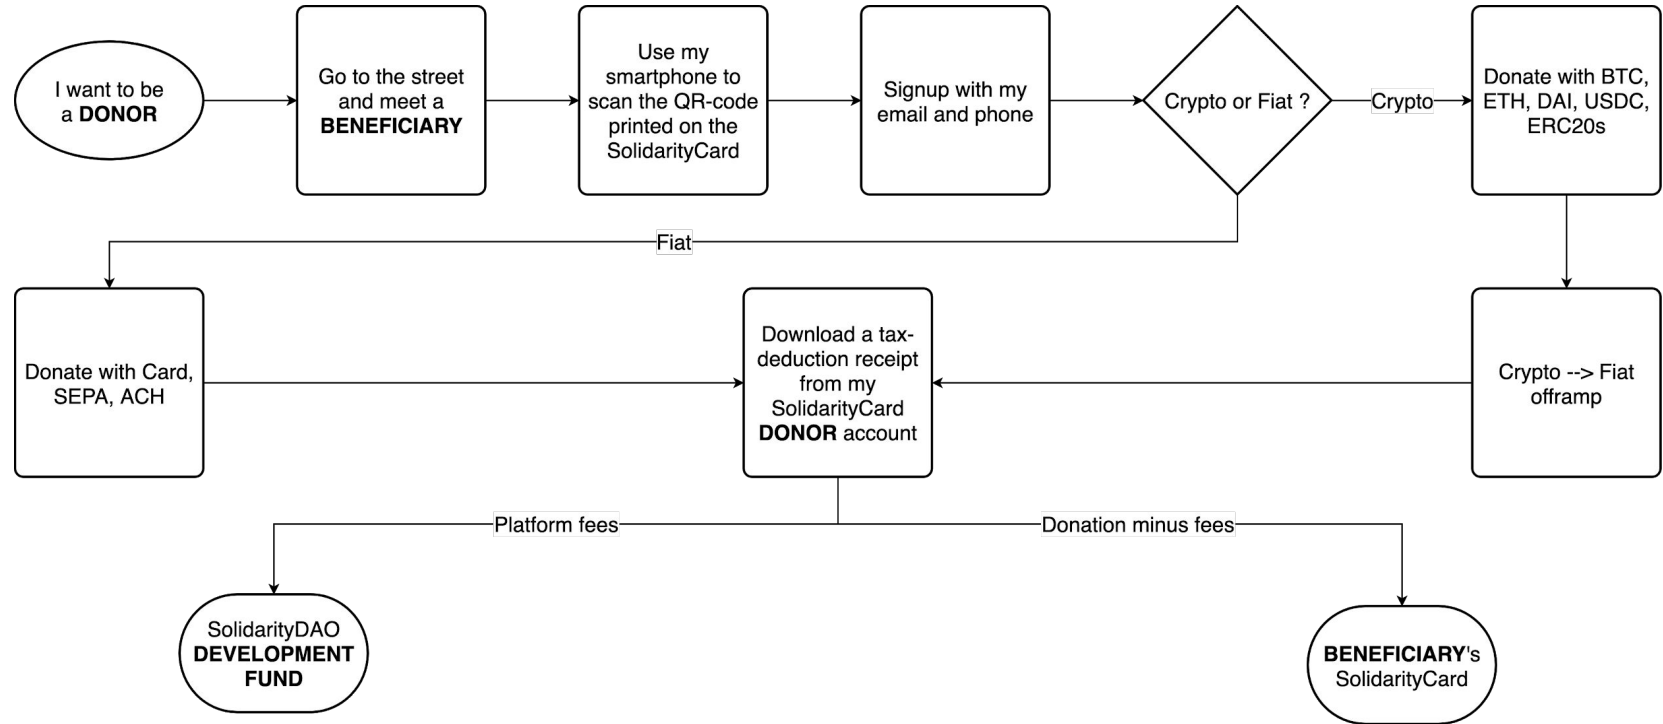 I want to be
a DONOR
Go to the street
and meet a
BENEFICIARY
Use my
smartphone to
scan the QR-code
printed on the
SolidarityCard
Signup with my
email and phone
Crypto or Fiat ?
Crypto
Donate with BTC,
ETH, DAI, USDC,
ERC20s
Fiat
Donate with Card,
SEPA, ACH
Download a tax-
deduction receipt
from my
SolidarityCard
DONOR account
Crypto --> Fiat
offramp
Platform fees
Donation minus fees
SolidarityDAO
DEVELOPMENT
FUND
BENEFICIARY's
SolidarityCard